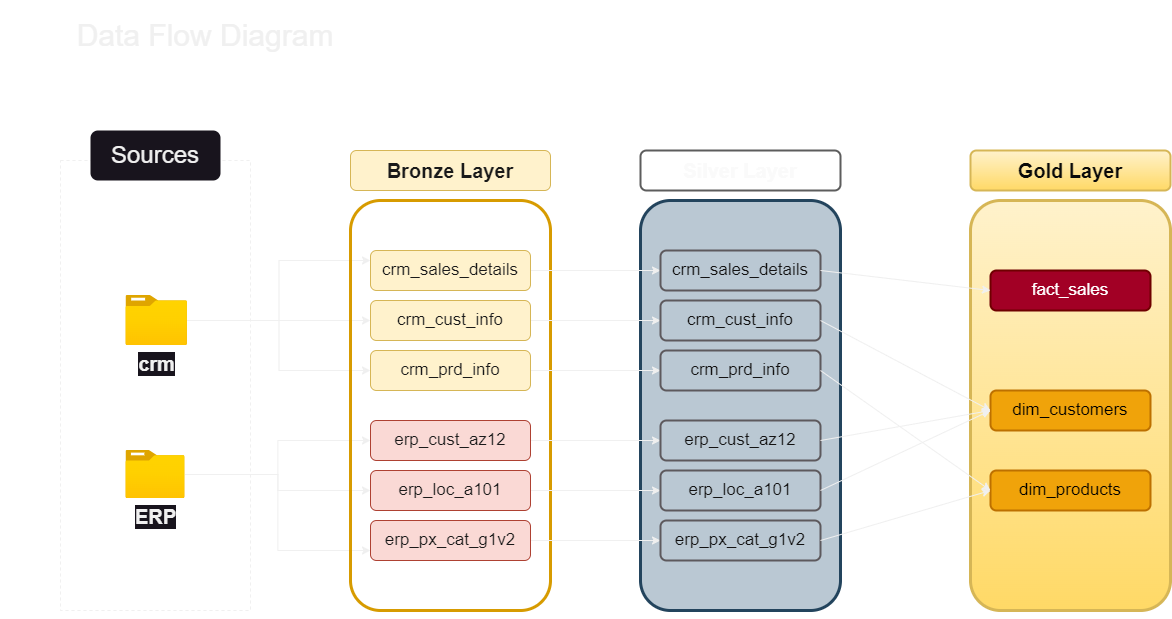 Data Flow Diagram
Sources
crm
ERP
Bronze Layer
crm_sales_details
crm_cust_info
crm_prd_info
erp_cust_az12
erp_loc_a101
erp_px_cat_g1v2
Silver Layer
crm_sales_details
crm_cust_info
crm_prd_info
erp_cust_az12
erp_loc_a101
erp_px_cat_g1v2
Gold Layer
fact_sales
dim_customers
dim_products